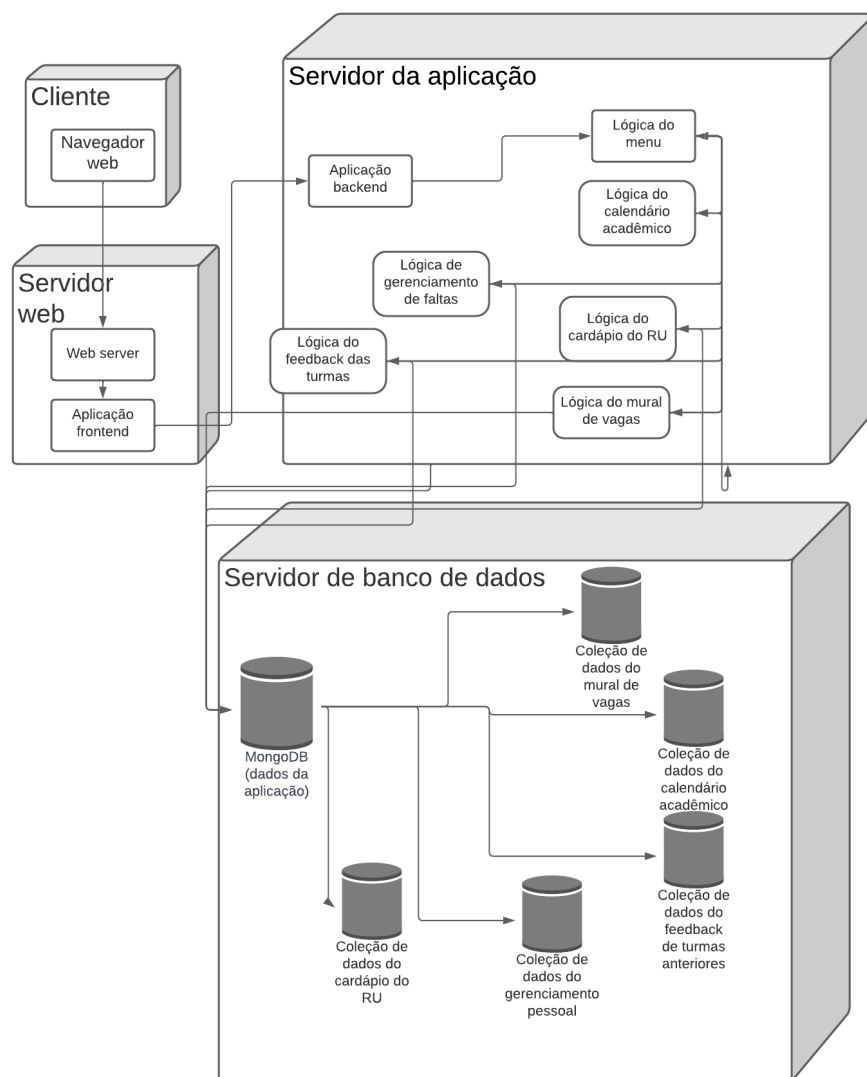 Servidor da aplicação
Cliente
Navegador
web
Lógica do
menu
Aplicação
backend
Lógica do
calendário
acadêmico
Servidor
web
Lógica de
gerenciamento
de faltas
Lógica do
cardápio do RU
Web server
Lógica do
feedback das
turmas
Aplicação
frontend
Lógica do mural
de vagas
Servidor de banco de dados
Coleção de
dados do
mural de
vagas
MongoDB
(dados da
aplicação)
Coleção de
dados do
calendário
acadêmico
Coleção de
dados do
feedback
de turmas
anteriores
Coleção de
dados do
cardápio do
RU
Coleção de
dados do
gerenciamento
pessoal